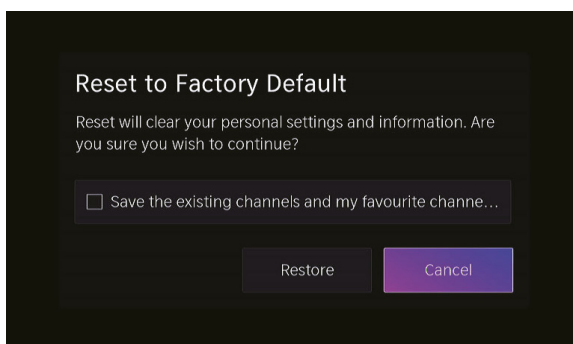 Reset to Factory Default
Reset will clear your personal settings and information. Are
you sure you wish to continue?
Save the existing channels and my favourite channe...
Restore
Cancel